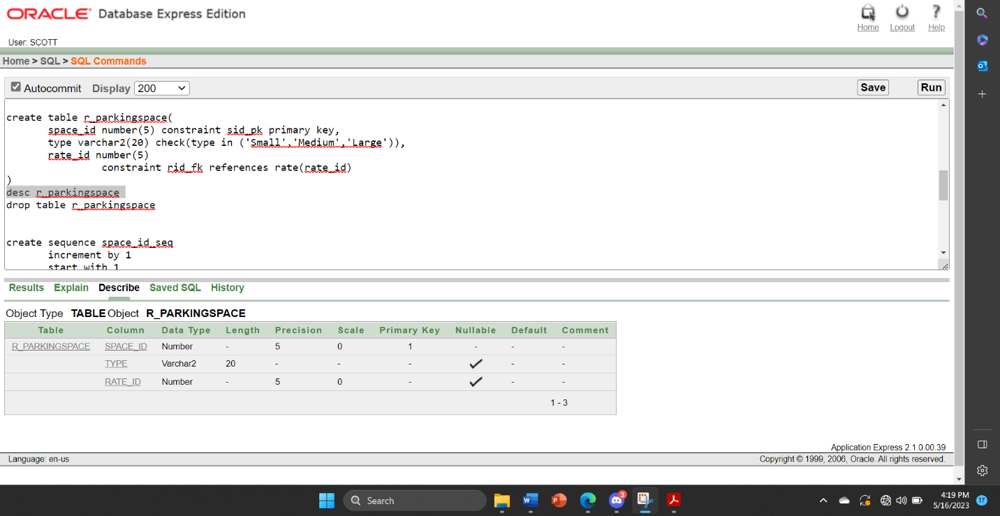 ORACLE® Database Express Edition
Home Logout Help
User: SCOTT
Home > SQL > SQL Commands
Autocommit Display 200 Save Run
create table r_parkingspace(
space_id number(5) constraint sid_pk primary key,
type varchar2(20) check(type in ('Small','Medium','Large')),
rate_id number(5)
constraint rid_fk references rate(rate_id)
)
desc r_parkingspace
drop table r_parkingspace
create sequence space_id_seq
increment by 1
start with 1
Results Explain Describe Saved SQL History
Object Type TABLE Object R_PARKINGSPACE
Table Column Data Type Length Precision Scale Primary Key Nullable Default Comment
R_PARKINGSPACE SPACE_ID Number - 5 0 1 - - -
TYPE Varchar2 20 - - - - -
RATE_ID Number - 5 0 - - -
1 - 3
Application Express 2.1.0.00.39
Language: en-us Copyright © 1999, 2006, Oracle. All rights reserved.
Search
3
4:19 PM
5/16/2023
17